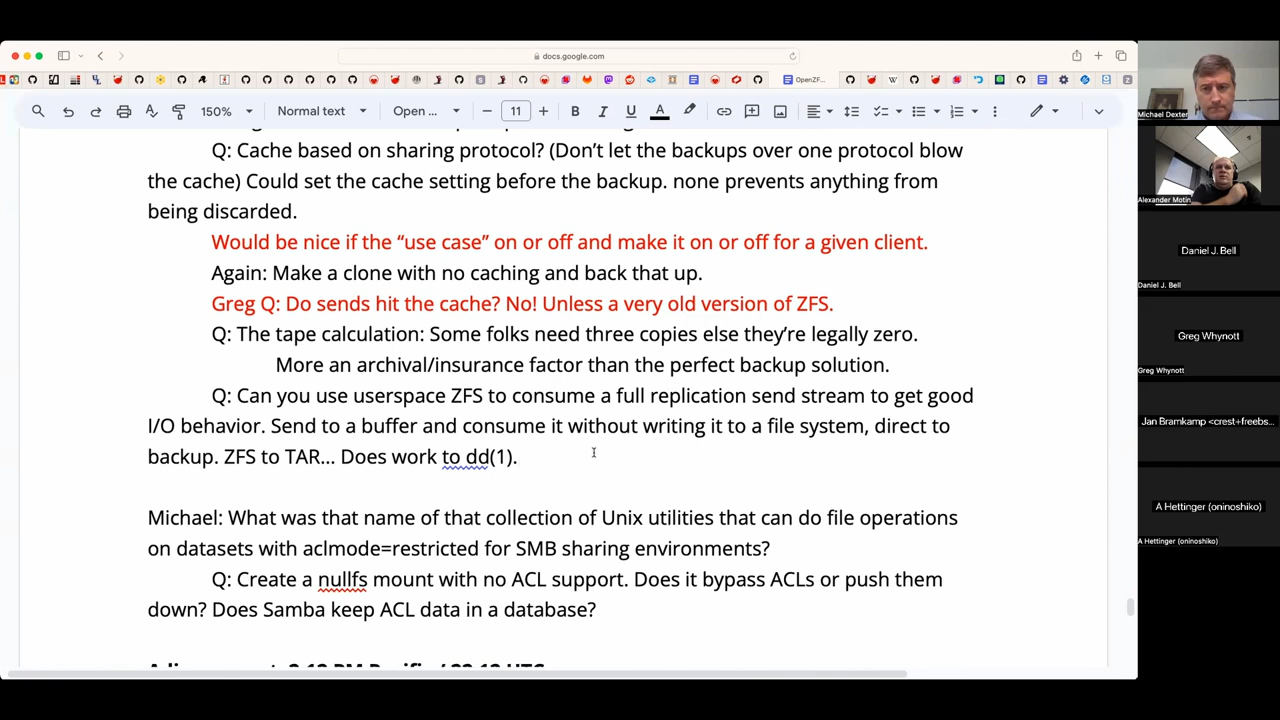 docs.google.com
OpenZF...
150%
Normal text
Open ...
11
Q: Cache based on sharing protocol? (Don’t let the backups over one protocol blow
the cache) Could set the cache setting before the backup. none prevents anything from
being discarded.
Would be nice if the “use case” on or off and make it on or off for a given client.
Again: Make a clone with no caching and back that up.
Greg Q: Do sends hit the cache? No! Unless a very old version of ZFS.
Q: The tape calculation: Some folks need three copies else they’re legally zero.
More an archival/insurance factor than the perfect backup solution.
Q: Can you use userspace ZFS to consume a full replication send stream to get good
I/O behavior. Send to a buffer and consume it without writing it to a file system, direct to
backup. ZFS to TAR... Does work to dd(1).
Michael: What was that name of that collection of Unix utilities that can do file operations
on datasets with aclmode=restricted for SMB sharing environments?
Q: Create a nullfs mount with no ACL support. Does it bypass ACLs or push them
down? Does Samba keep ACL data in a database?
Michael Dexter
Alexander Motin
Daniel J. Bell
Daniel J. Bell
Greg Whynott
Greg Whynott
Jan Bramkamp <crest+freebs...
A Hettinger (oninoshiko)
A Hettinger (oninoshiko)